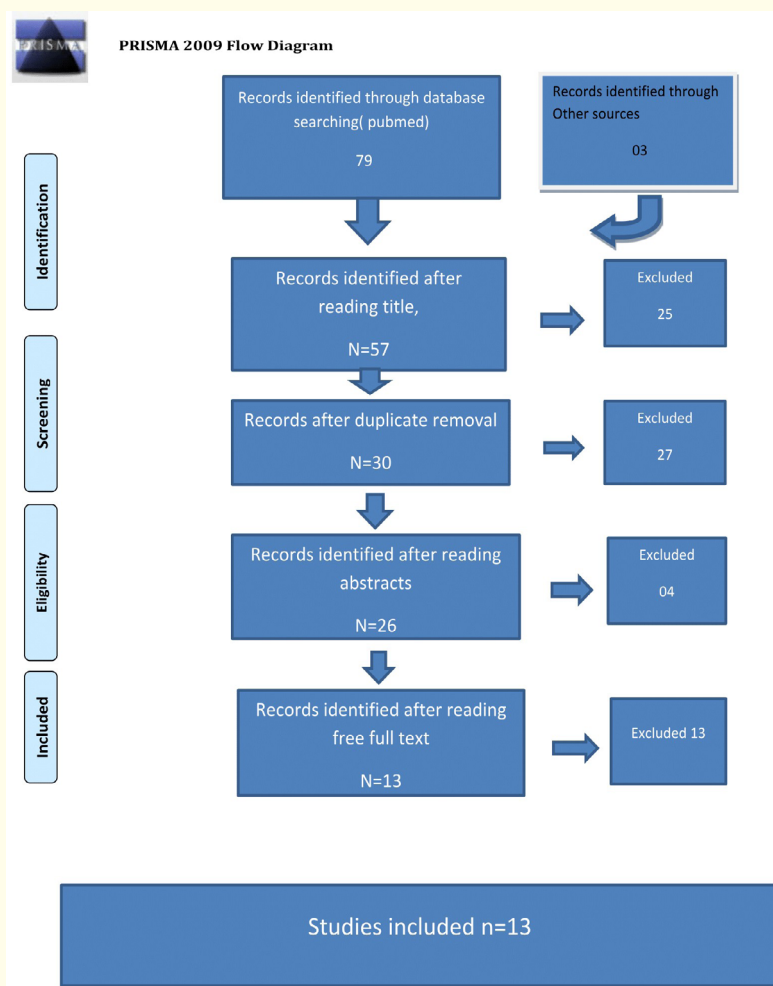 PRISMA
PRISMA 2009 Flow Diagram
Records identified through database
searching( pubmed)
79
Records identified through
Other sources
03
Identification
Records identified after
reading title,
N=57
Excluded
25
Screening
Records after duplicate removal
N=30
Excluded
27
Eligibility
Records identified after reading
abstracts
N=26
Excluded
04
Included
Records identified after reading
free full text
N=13
Excluded 13
Studies included n=13